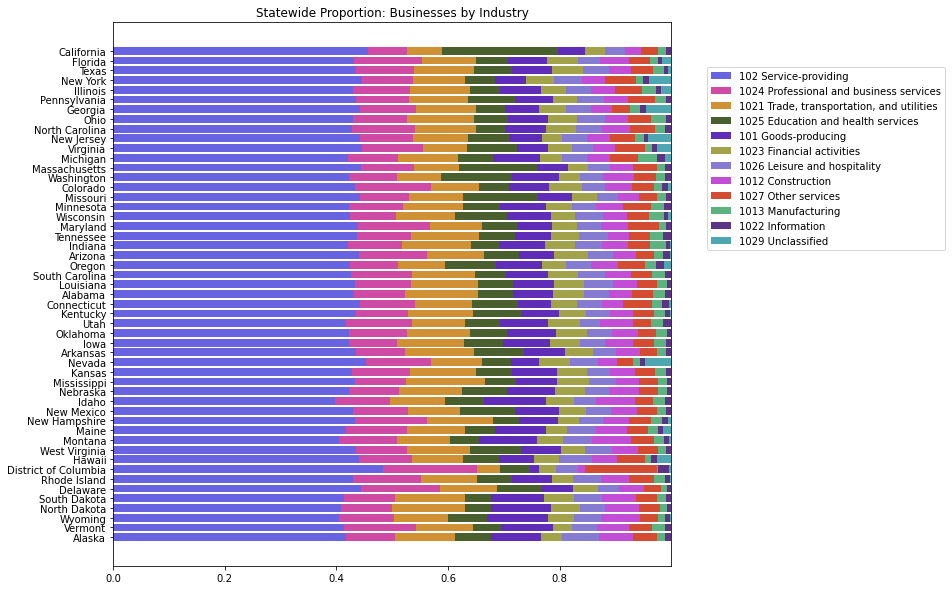 Statewide Proportion: Businesses by Industry
California
Florida
Texas
New York
Illinois
Pennsylvania
Georgia
Ohio
North Carolina
New Jersey
Virginia
Michigan
Massachusetts
Washington
Colorado
Missouri
Minnesota
Wisconsin
Maryland
Tennessee
Indiana
Arizona
Oregon
South Carolina
Louisiana
Alabama
Connecticut
Kentucky
Utah
Oklahoma
Iowa
Arkansas
Nevada
Kansas
Mississippi
Nebraska
Idaho
New Mexico
New Hampshire
Maine
Montana
West Virginia
Hawaii
District of Columbia
Rhode Island
Delaware
South Dakota
North Dakota
Wyoming
Vermont
Alaska
0.0 0.2 0.4 0.6 0.8
102 Service-providing
1024 Professional and business services
1021 Trade, transportation, and utilities
1025 Education and health services
101 Goods-producing
1023 Financial activities
1026 Leisure and hospitality
1012 Construction
1027 Other services
1013 Manufacturing
1022 Information
1029 Unclassified